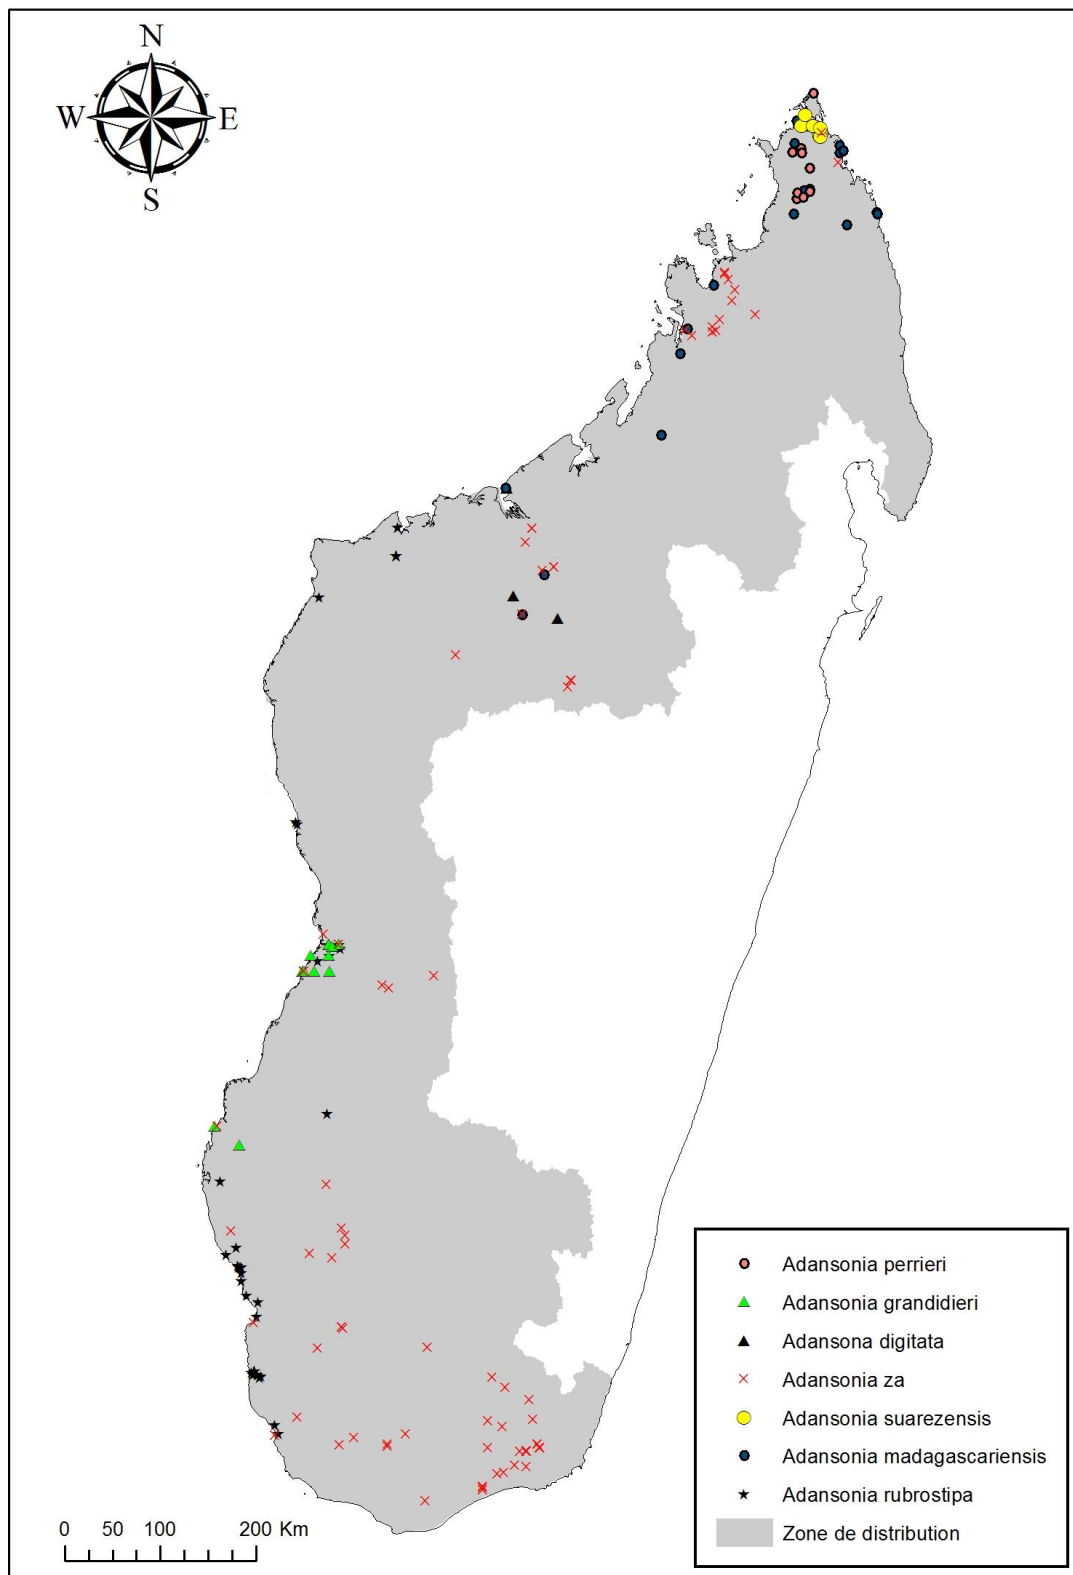 N
W E
S
Adansonia perrieri
Adansonia grandidieri
Adansona digitata
Adansonia za
Adansonia suarezensis
Adansonia madagascariensis
Adansonia rubrostipa
Zone de distribution
0 50 100 200 Km